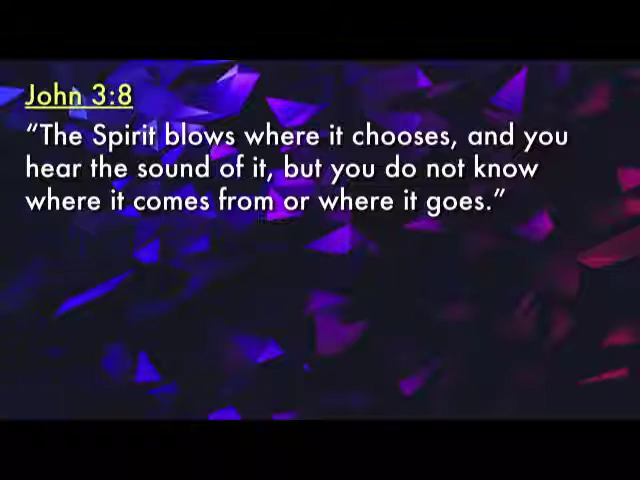 John 3:8
“The Spirit blows where it chooses, and you
hear the sound of it, but you do not know
where it comes from or where it goes.”